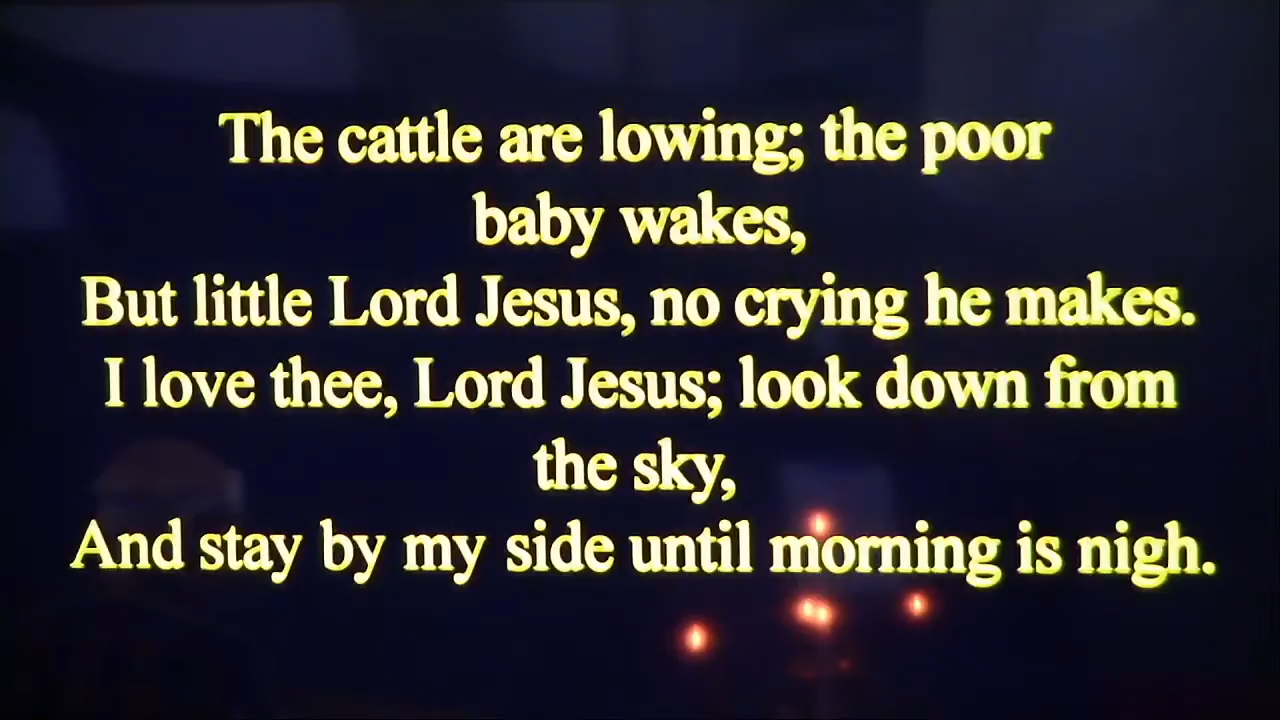 The cattle are lowing; the poor
baby wakes,
But little Lord Jesus, no crying he makes.
I love thee, Lord Jesus; look down from
the sky,
And stay by my side until morning is nigh.